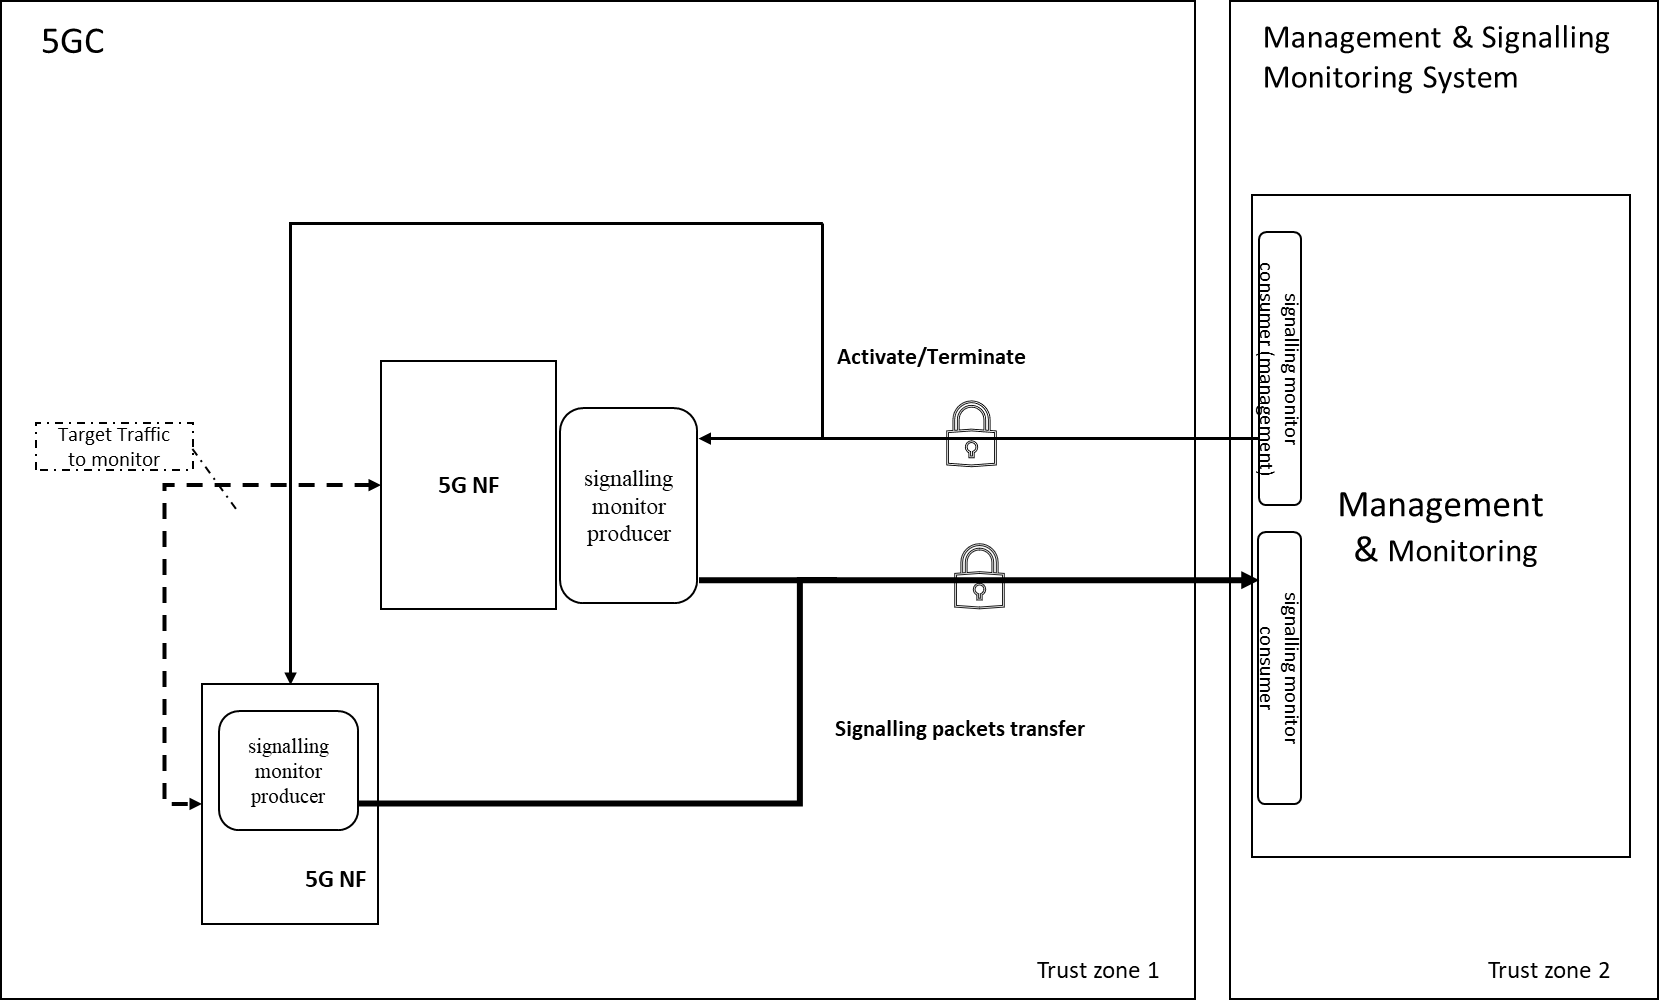 5GC
Management & Signalling
Monitoring System
Activate/Terminate
Target Traffic
to monitor
5G NF
signalling
monitor
producer
signalling monitor
consumer (management)
Management
& Monitoring
signalling monitor
consumer
Signalling packets transfer
signalling
monitor
producer
5G NF
Trust zone 1
Trust zone 2